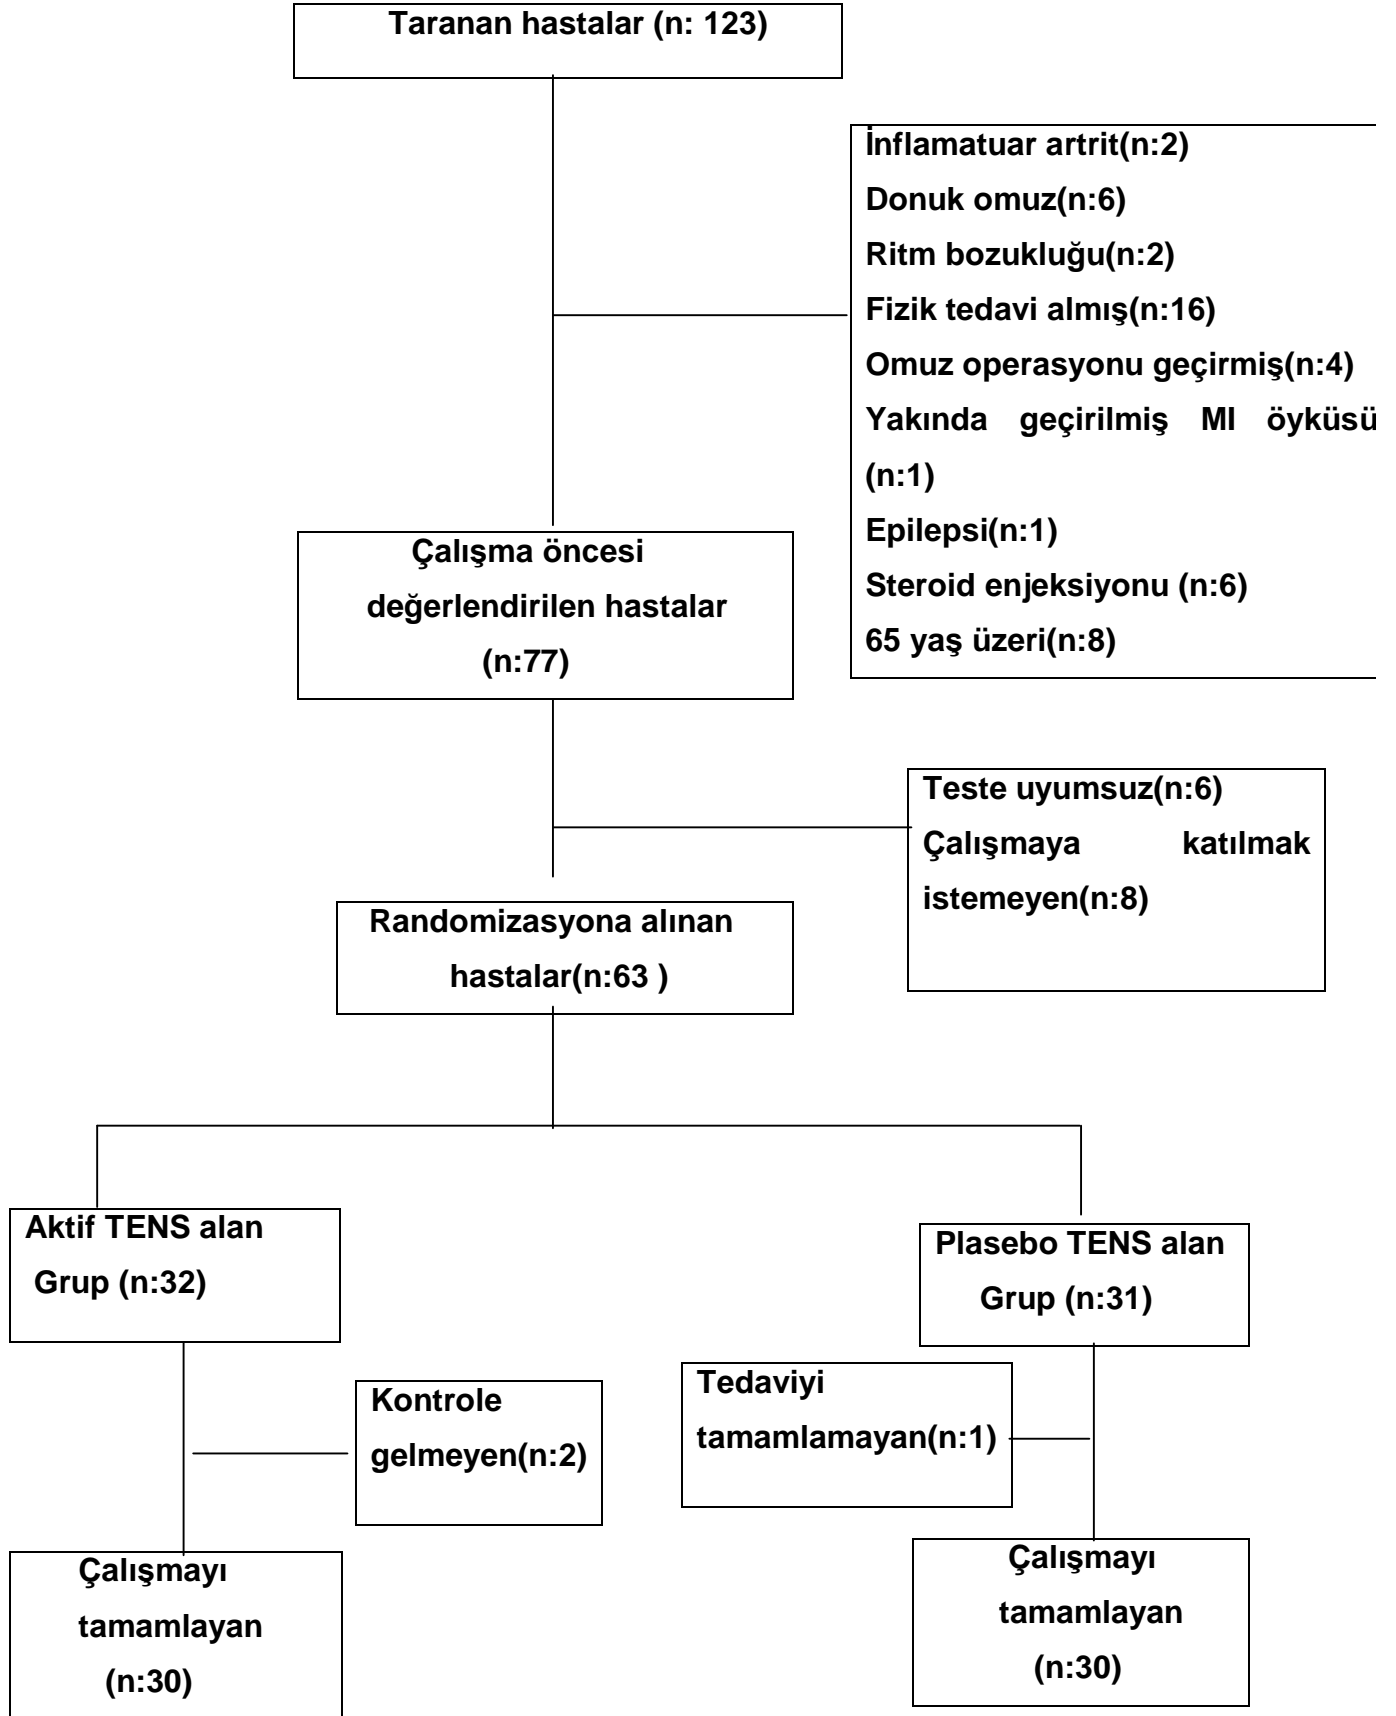 Taranan hastalar (n: 123)
İnflamatuar artrit(n:2)
Donuk omuz(n:6)
Ritm bozukluğu(n:2)
Fizik tedavi almış(n:16)
Omuz operasyonu geçirmiş(n:4)
Yakında geçirilmiş MI öyküsü
(n:1)
Epilepsi(n:1)
Steroid enjeksiyonu (n:6)
65 yaş üzeri(n:8)
Çalışma öncesi
değerlendirilen hastalar
(n:77)
Teste uyumsuz(n:6)
Çalışmaya katılmak
istemeyen(n:8)
Randomizasyona alınan
hastalar(n:63 )
Aktif TENS alan
Grup (n:32)
Plasebo TENS alan
Grup (n:31)
Kontrole
gelmeyen(n:2)
Tedaviyi
tamamlamayan(n:1)
Çalışmayı
tamamlayan
(n:30)
Çalışmayı
tamamlayan
(n:30)